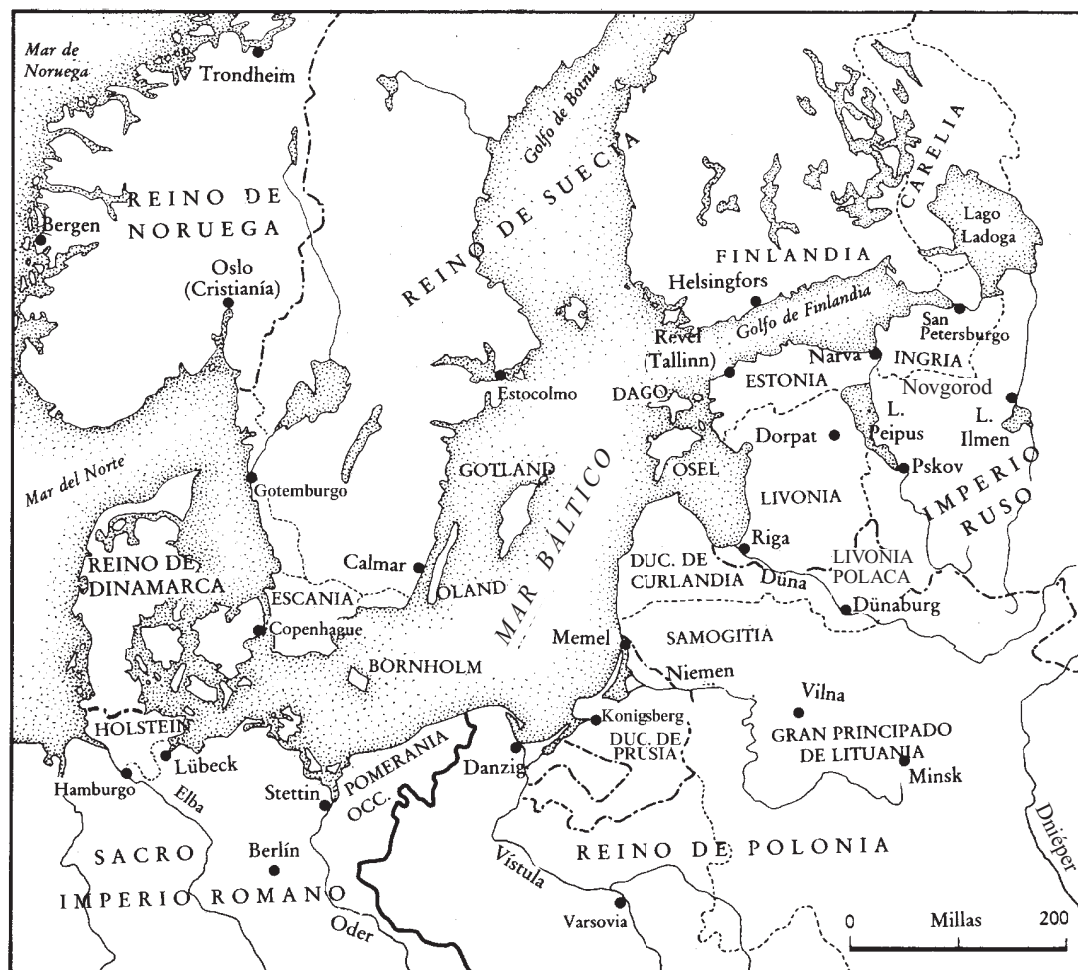 Mar de
Noruega
Trondheim
Golfo de Botnia
REINO DE
NORUEGA
Bergen
Oslo
(Cristianía)
REINO DE SUECIA
CARELIA
Lago
Ladoga
FINLANDIA
Helsingfors
Golfo de Finlandia
San
Petersburgo
Revel
(Tallinn)
Narva
INGRIA
Estocolmo
DAGO
ESTONIA
Novgorod
L.
Peipus
L.
Ilmen
Dorpat
Mar del Norte
Gotemburgo
GOTLAND
OSEL
Pskov
IMPERIO
RUSO
LIVONIA
MAR BÁLTICO
Riga
REINO DE
DINAMARCA
Calmar
ESCANIA
OLAND
DUC. DE
CURLANDIA
Düna
LIVONIA
POLACA
Dünaburg
Copenhague
Memel
SAMOGITIA
BORNHOLM
Niemen
Vilna
HOLSTEIN
Konigsberg
DUC. DE
PRUSIA
GRAN PRINCIPADO
DE LITUANIA
Lübeck
Hamburgo
Elba
Stettin
POMERANIA
OCC.
Danzig
Minsk
Dniéper
SACRO
IMPERIO ROMANO
Berlín
Oder
Vístula
REINO DE POLONIA
Varsovia
0 Millas 200